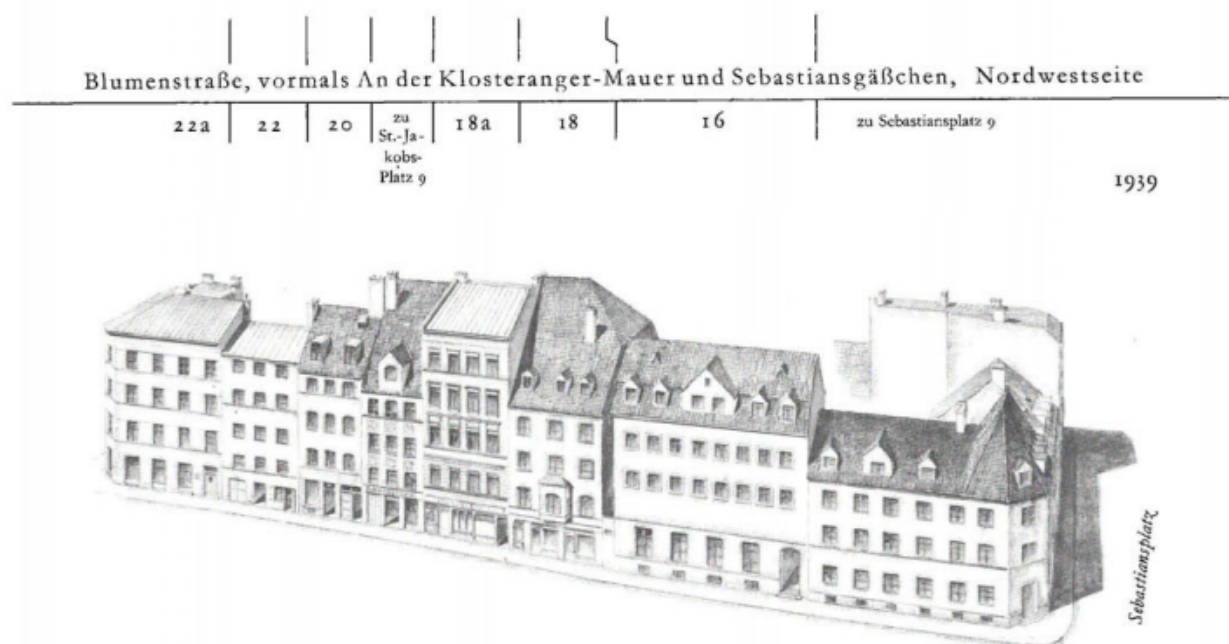 Blumenstraße, vormals An der Klosteranger-Mauer und Sebastiansgäßchen, Nordwestseite
22a 22 20 zu St.-Ja-kobs-Platz 9 18a 18 16 zu Sebastiansplatz 9
1939
Sebastiansplatz